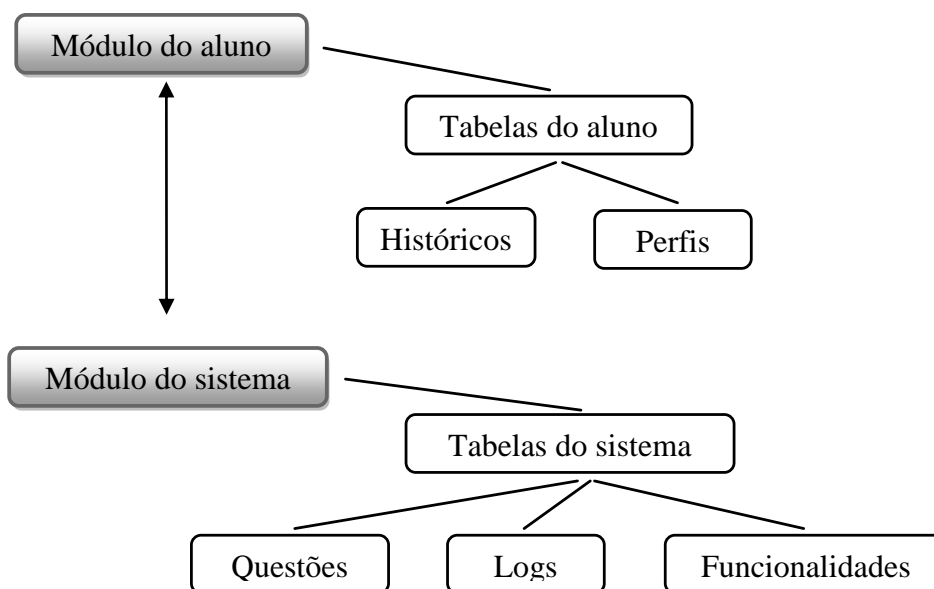 Módulo do aluno
Tabelas do aluno
Históricos
Perfis
Módulo do sistema
Tabelas do sistema
Questões
Logs
Funcionalidades